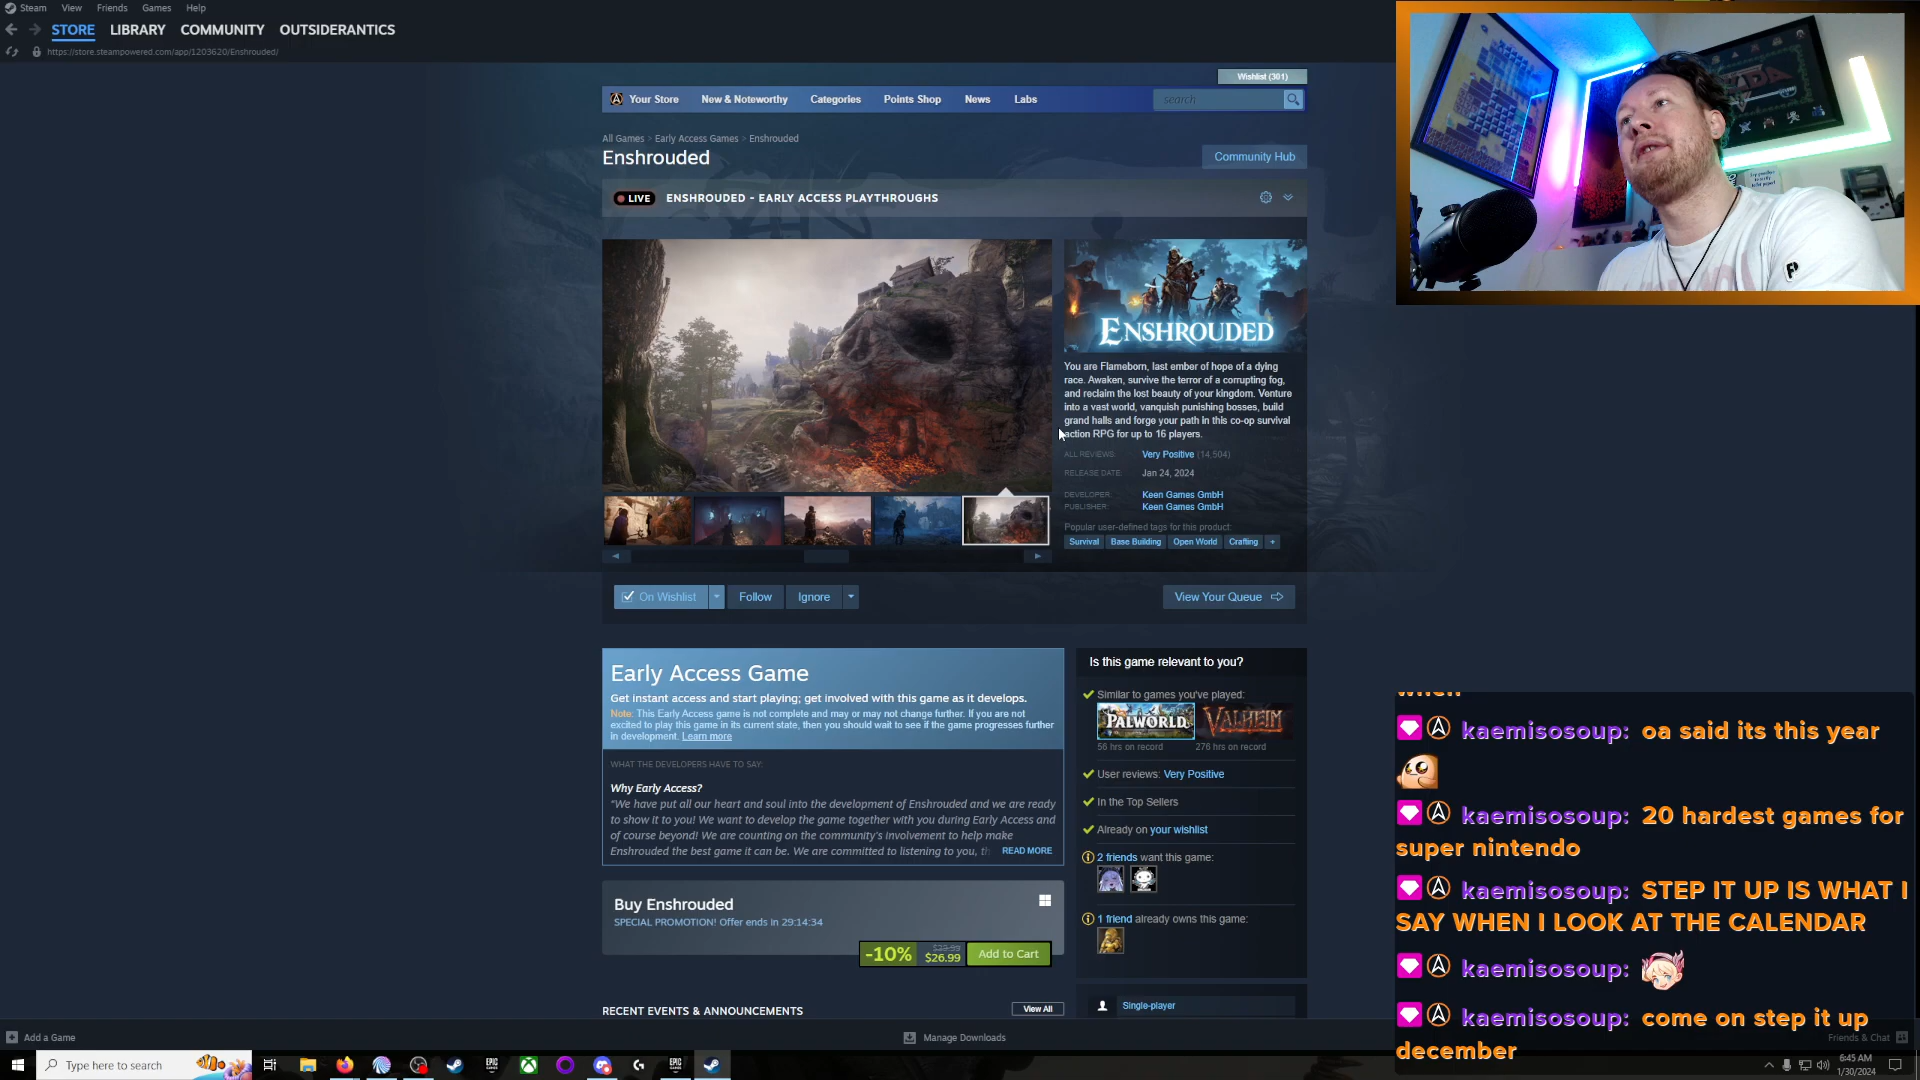 Steam View Friends Games Help
STORE LIBRARY COMMUNITY OUTSIDERANTICS
https://store.steampowered.com/app/1203620/Enshrouded/
Wishlist (301)
Your Store New & Noteworthy Categories Points Shop News Labs search
All Games > Early Access Games > Enshrouded
Enshrouded
Community Hub
LIVE ENSHROUDED - EARLY ACCESS PLAYTHROUGHS
ENSHROUDED
You are Flameborn, last ember of hope of a dying
race. Awaken, survive the terror of a corrupting fog,
and reclaim the lost beauty of your kingdom. Venture
into a vast world, vanquish punishing bosses, build
grand halls and forge your path in this co-op survival
action RPG for up to 16 players.
ALL REVIEWS: Very Positive (14,504)
RELEASE DATE: Jan 24, 2024
DEVELOPER: Keen Games GmbH
PUBLISHER: Keen Games GmbH
Popular user-defined tags for this product:
Survival Base Building Open World Crafting +
On Wishlist Follow Ignore View Your Queue
Early Access Game
Get instant access and start playing; get involved with this game as it develops.
Note: This Early Access game is not complete and may or may not change further. If you are not
excited to play this game in its current state, then you should wait to see if the game progresses further
in development. Learn more
WHAT THE DEVELOPERS HAVE TO SAY:
Why Early Access?
“We have put all our heart and soul into the development of Enshrouded and we are ready
to show it to you! We want to develop the game together with you during Early Access and
of course beyond! We are counting on the community's involvement to help make
Enshrouded the best game it can be. We are committed to listening to you, th READ MORE
Buy Enshrouded
SPECIAL PROMOTION! Offer ends in 29:14:34
-10% $29.99 $26.99 Add to Cart
RECENT EVENTS & ANNOUNCEMENTS View All
Is this game relevant to you?
Similar to games you've played:
PALWORLD VALHEIM
56 hrs on record 276 hrs on record
User reviews: Very Positive
In the Top Sellers
Already on your wishlist
2 friends want this game:
1 friend already owns this game:
Single-player
when
kaemisosoup: oa said its this year
kaemisosoup: 20 hardest games for
super nintendo
kaemisosoup: STEP IT UP IS WHAT I
SAY WHEN I LOOK AT THE CALENDAR
kaemisosoup:
kaemisosoup: come on step it up
december
Add a Game Manage Downloads Friends & Chat
Type here to search
6:45 AM
1/30/2024